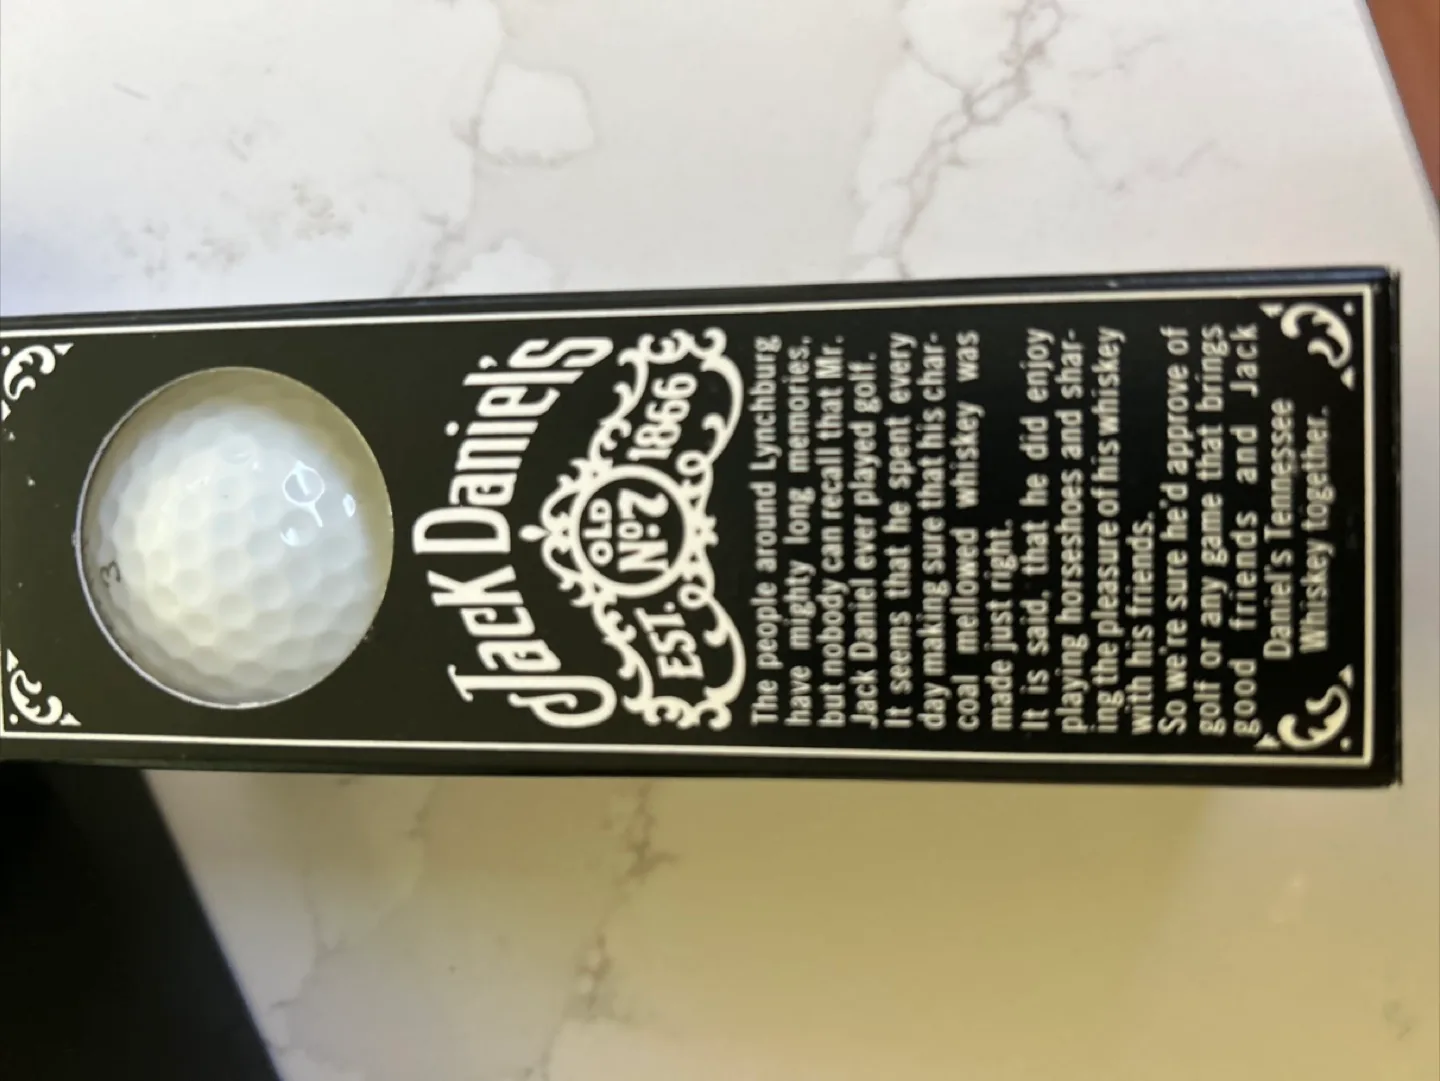 3
Jack Daniel's
OLD
EST. No. 7 1866
The people around Lynchburg
have mighty long memories,
but nobody can recall that Mr.
Jack Daniel ever played golf.
It seems that he spent every
day making sure that his char-
coal mellowed whiskey was
made just right.
It is said, that he did enjoy
playing horseshoes and shar-
ing the pleasure of his whiskey
with his friends.
So we're sure he'd approve of
golf or any game that brings
good friends and Jack
Daniel's Tennessee
Whiskey together.